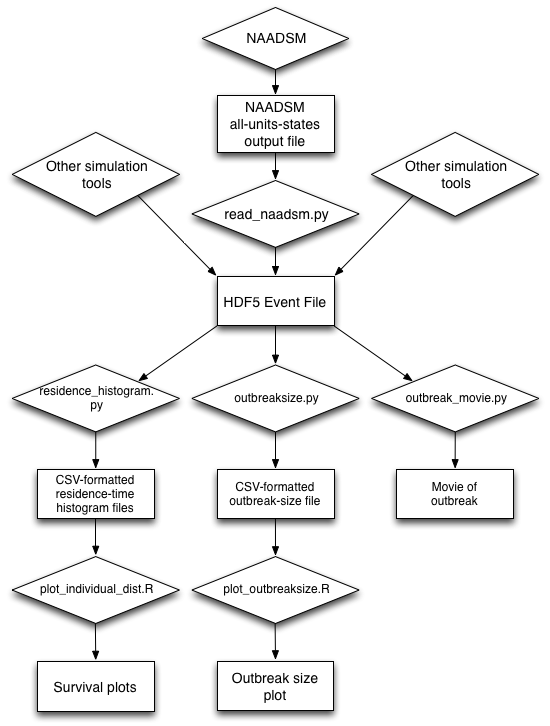 NAADSM
NAADSM
all-units-states
output file
Other simulation
tools
Other simulation
tools
read_naadsm.py
HDF5 Event File
residence_histogram.
py
outbreaksize.py
outbreak_movie.py
CSV-formatted
residence-time
histogram files
CSV-formatted
outbreak-size file
Movie of
outbreak
plot_individual_dist.R
plot_outbreaksize.R
Survival plots
Outbreak size
plot